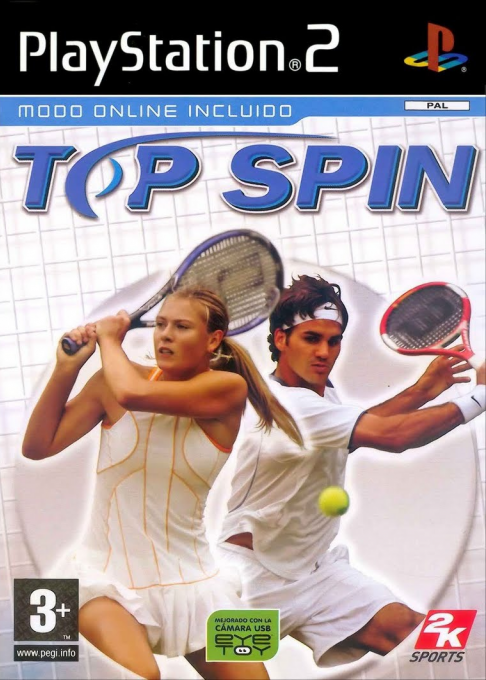 PlayStation®2
MODO ONLINE INCLUIDO
PAL
TOP SPIN
3+
TM
www.pegi.info
MEJORADO CON LA
CÁMARA USB
EYE
TOY
2K
SPORTS